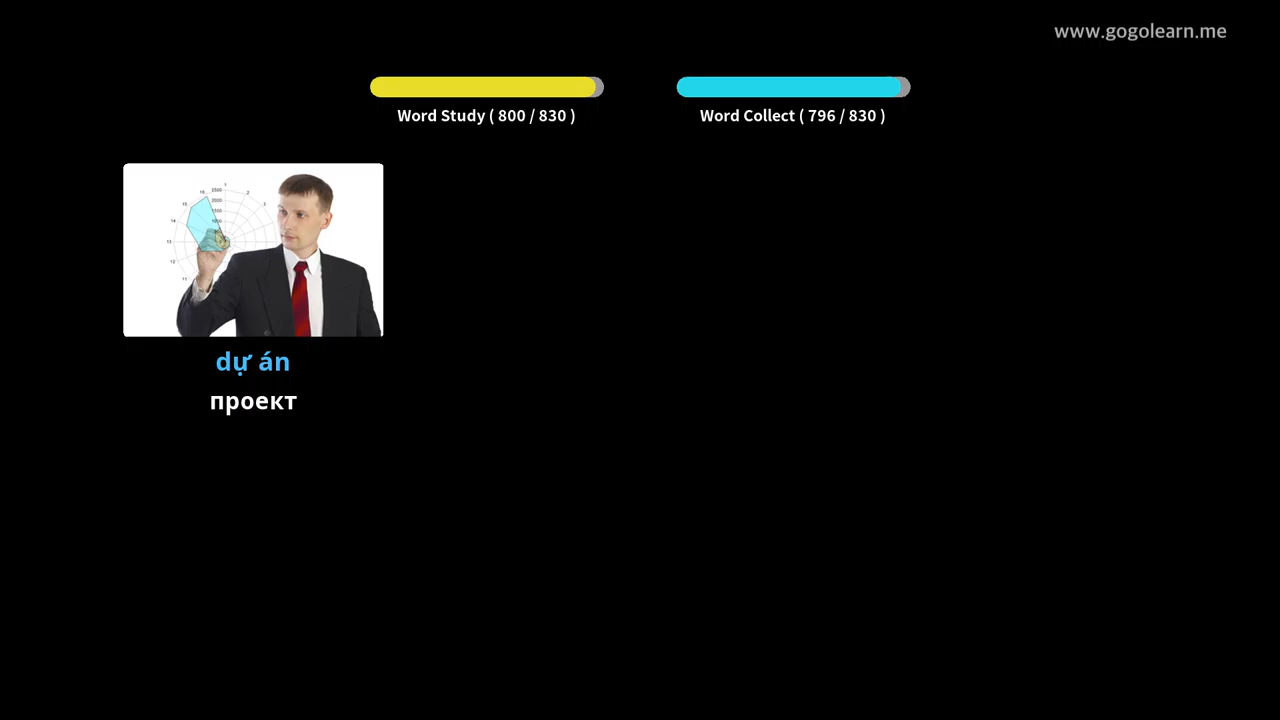 www.gogolearn.me
Word Study ( 800 / 830 )
Word Collect ( 796 / 830 )
dự án
проект